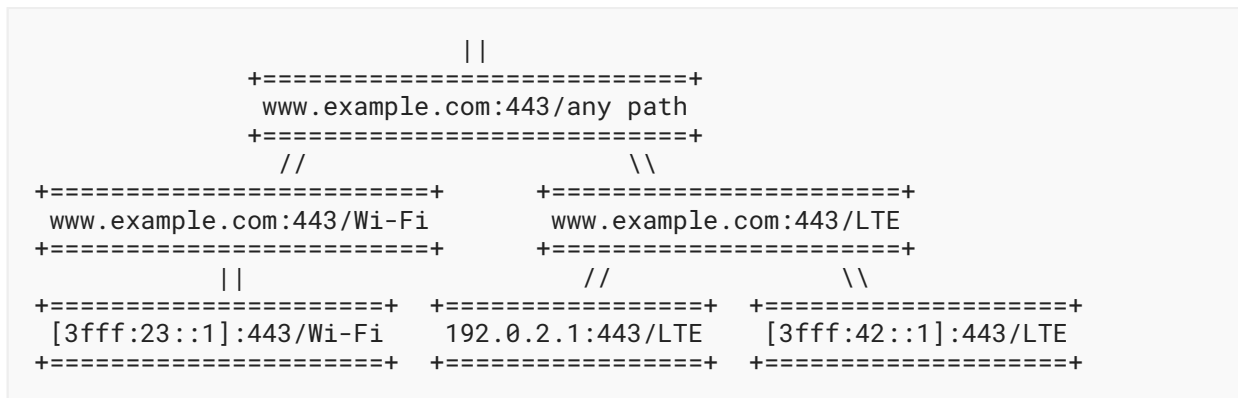 ||
+==========================+
www.example.com:443/any path
+==========================+
// \\
+=========================+ +=======================+
www.example.com:443/Wi-Fi www.example.com:443/LTE
+=========================+ +=======================+
|| // \\
+======================+ +=================+ +====================+
[3fff:23::1]:443/Wi-Fi 192.0.2.1:443/LTE [3fff:42::1]:443/LTE
+======================+ +=================+ +====================+